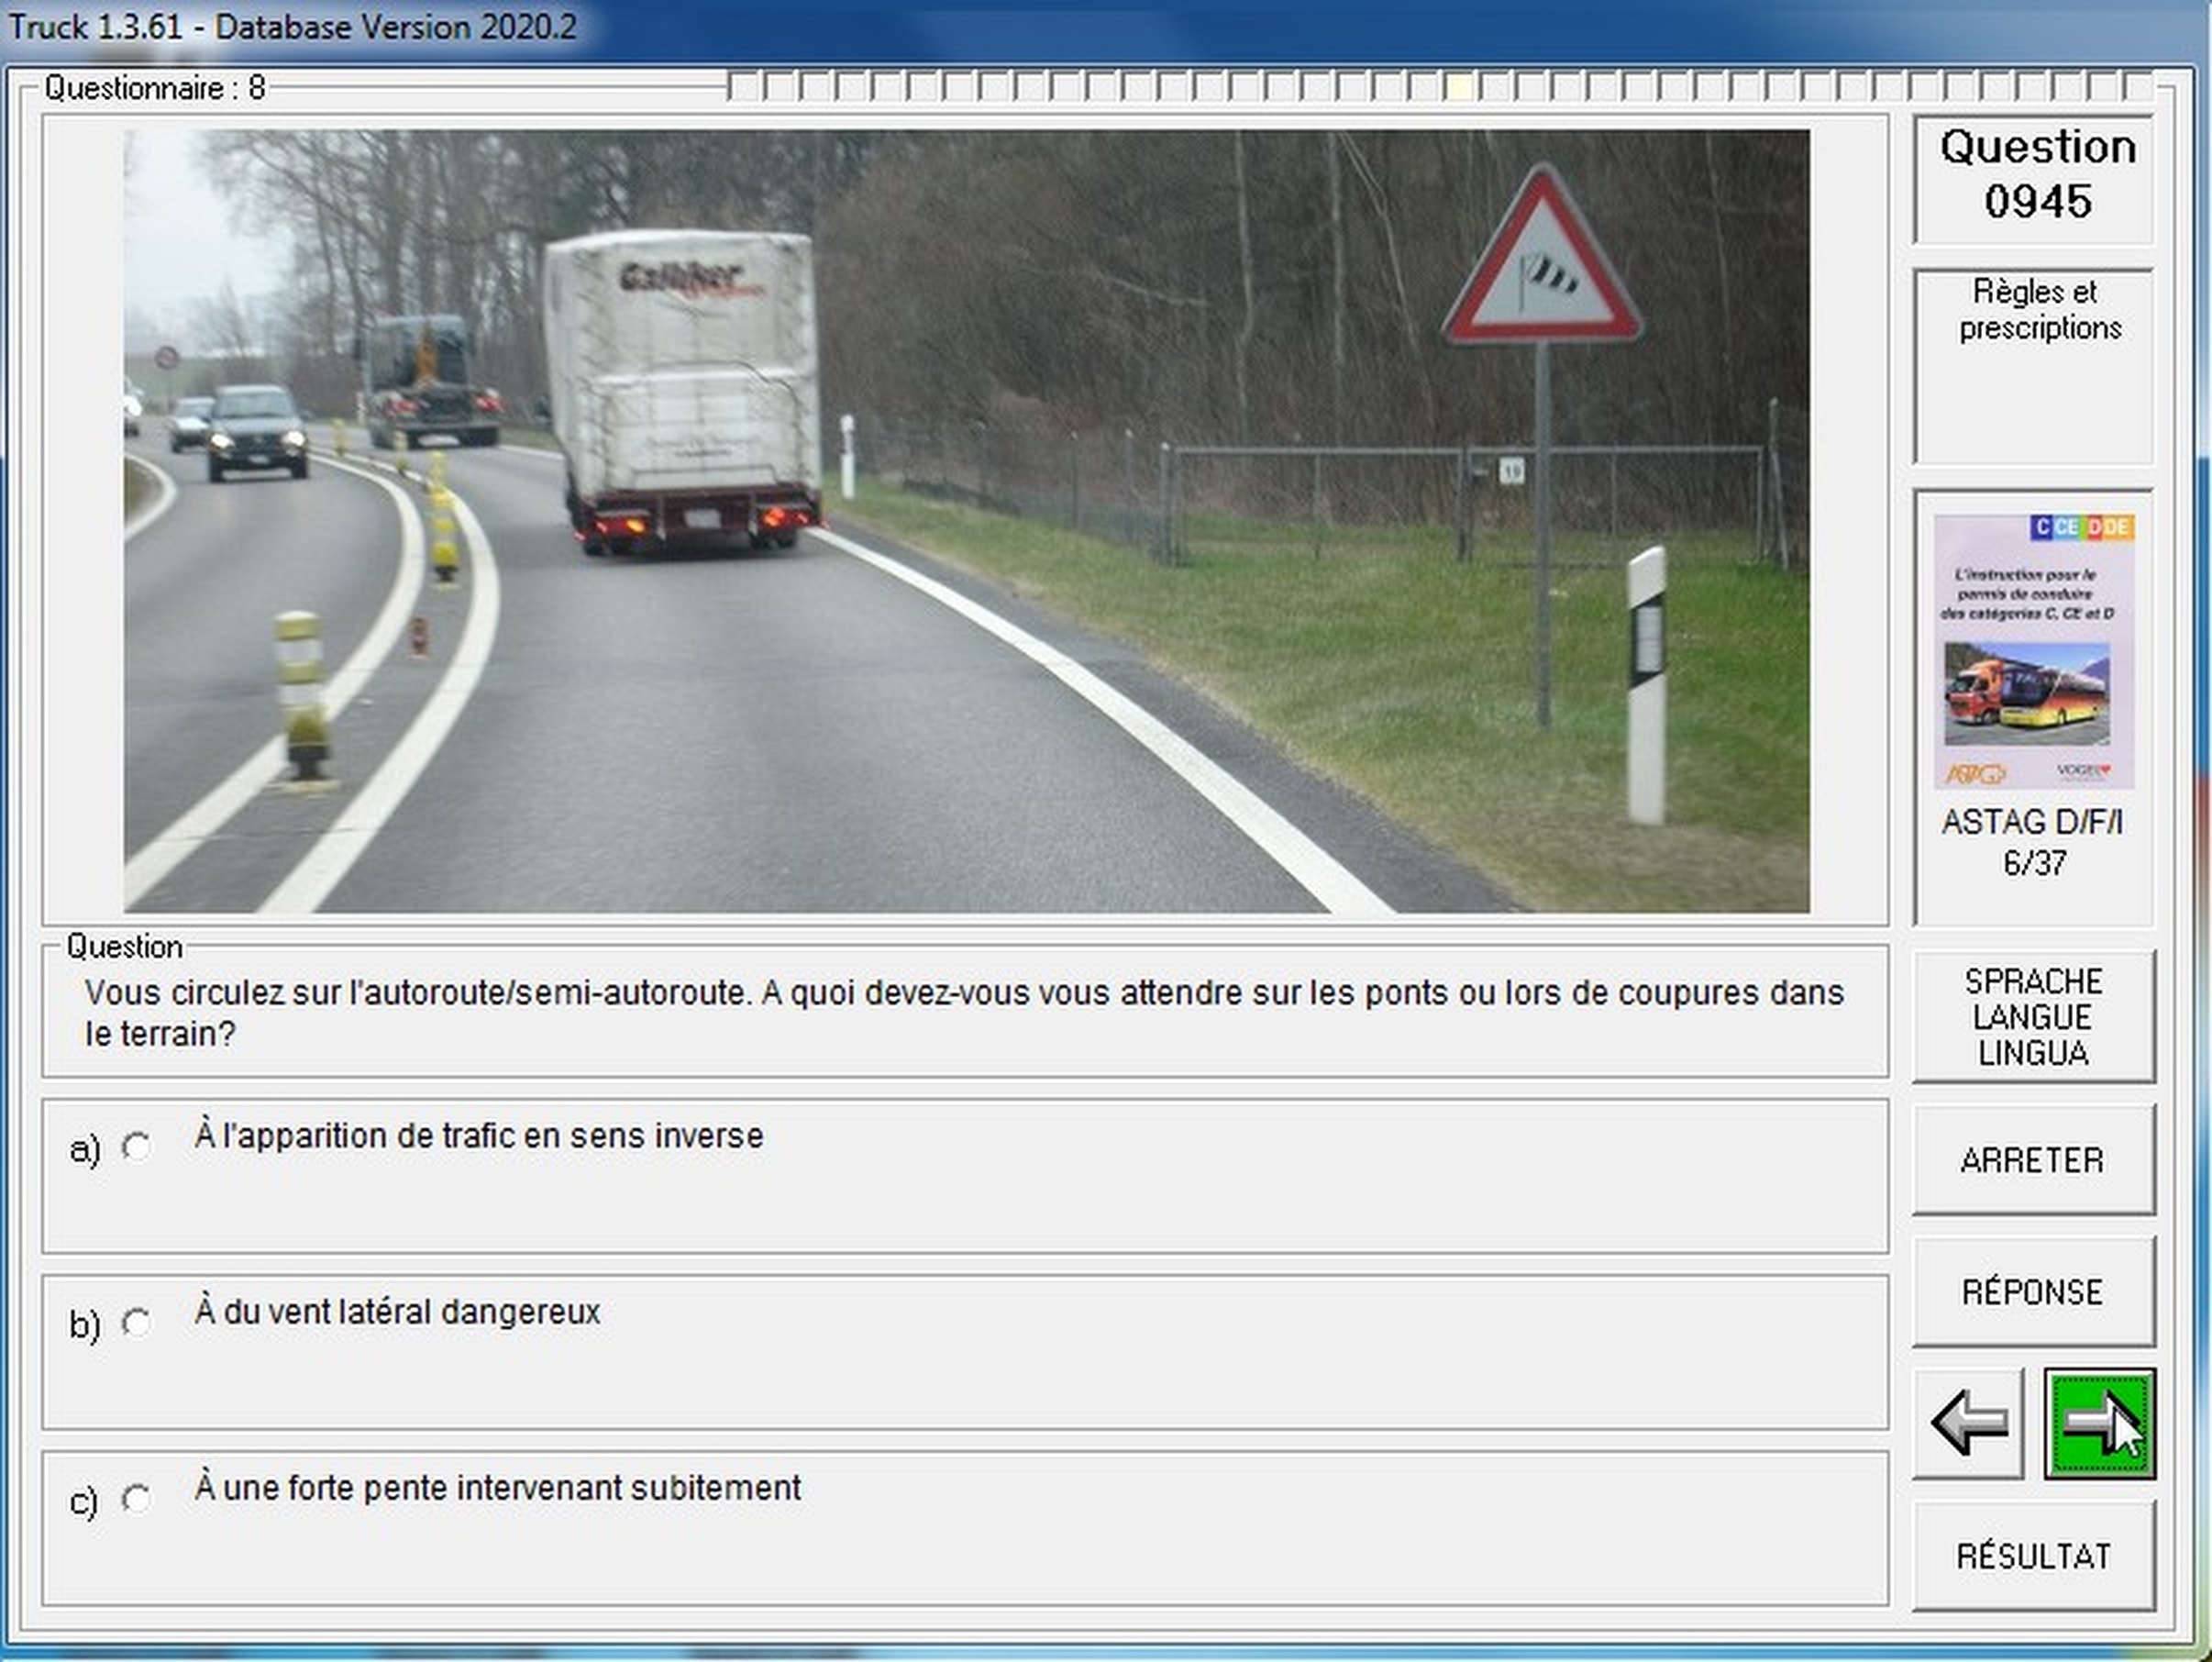 Truck 1.3.61 - Database Version 2020.2
Questionnaire : 8
Question
0945
Règles et
prescriptions
19
C CE D DE
L'instruction pour le
permis de conduire
des catégories C, CE et D
ASTAG
VOGEL
ASTAG D/F/I
6/37
Question
Vous circulez sur l'autoroute/semi-autoroute. A quoi devez-vous vous attendre sur les ponts ou lors de coupures dans
le terrain?
SPRACHE
LANGUE
LINGUA
a) À l'apparition de trafic en sens inverse
ARRETER
b) À du vent latéral dangereux
RÉPONSE
c) À une forte pente intervenant subitement
RÉSULTAT